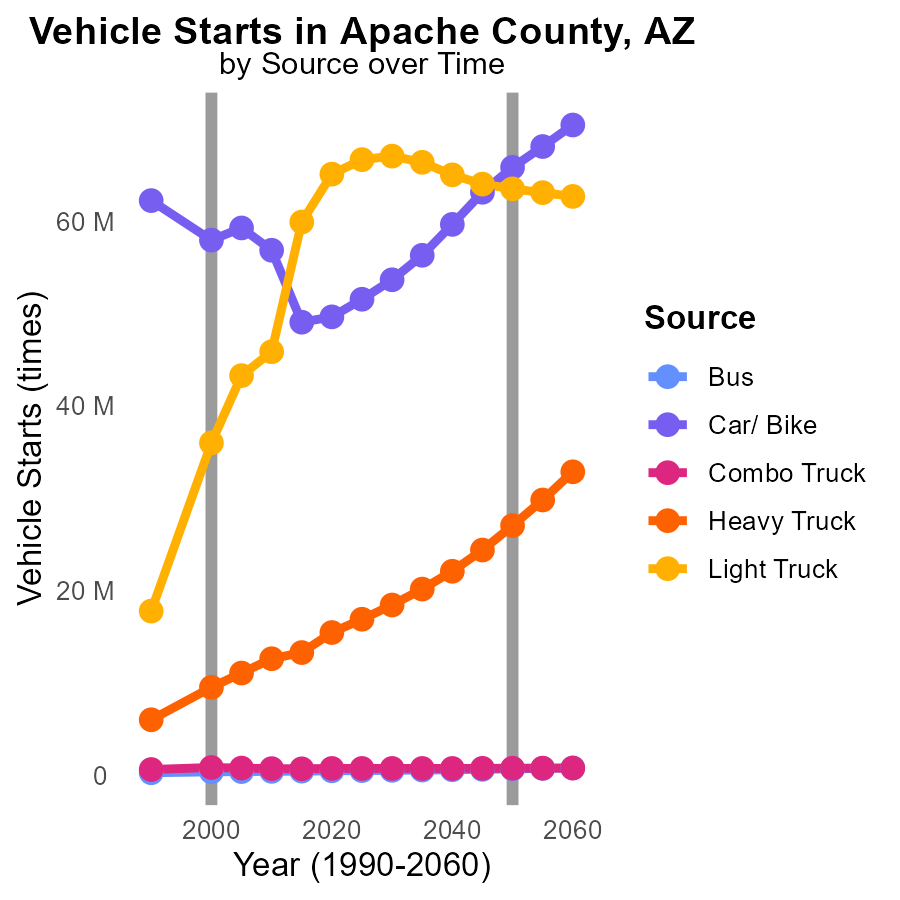 Vehicle Starts in Apache County, AZ
by Source over Time
Vehicle Starts (times)
60 M
40 M
20 M
0
2000
2020
2040
2060
Year (1990-2060)
Source
Bus
Car/ Bike
Combo Truck
Heavy Truck
Light Truck